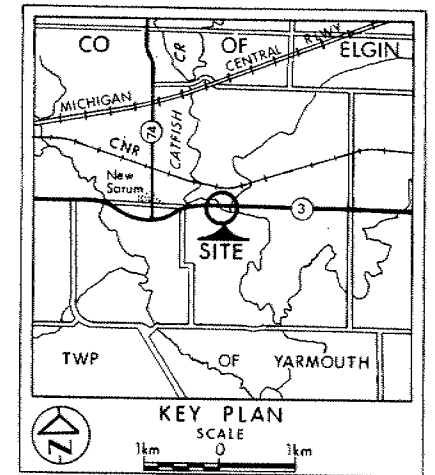 CO OF ELGIN
MICHIGAN CENTRAL RLWY
CATFISH CR
74
CNR
New
Sarum
3
SITE
TWP OF YARMOUTH
N
KEY PLAN
SCALE
1km 0 1km